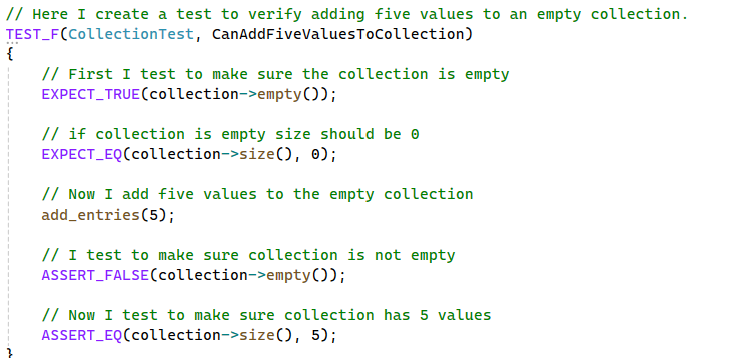 // Here I create a test to verify adding five values to an empty collection.
TEST_F(CollectionTest, CanAddFiveValuesToCollection)
{
    // First I test to make sure the collection is empty
    EXPECT_TRUE(collection->empty());

    // if collection is empty size should be 0
    EXPECT_EQ(collection->size(), 0);

    // Now I add five values to the empty collection
    add_entries(5);

    // I test to make sure collection is not empty
    ASSERT_FALSE(collection->empty());

    // Now I test to make sure collection has 5 values
    ASSERT_EQ(collection->size(), 5);
}